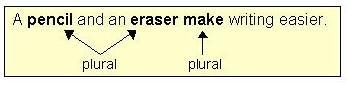 A pencil and an eraser make writing easier.
plural plural